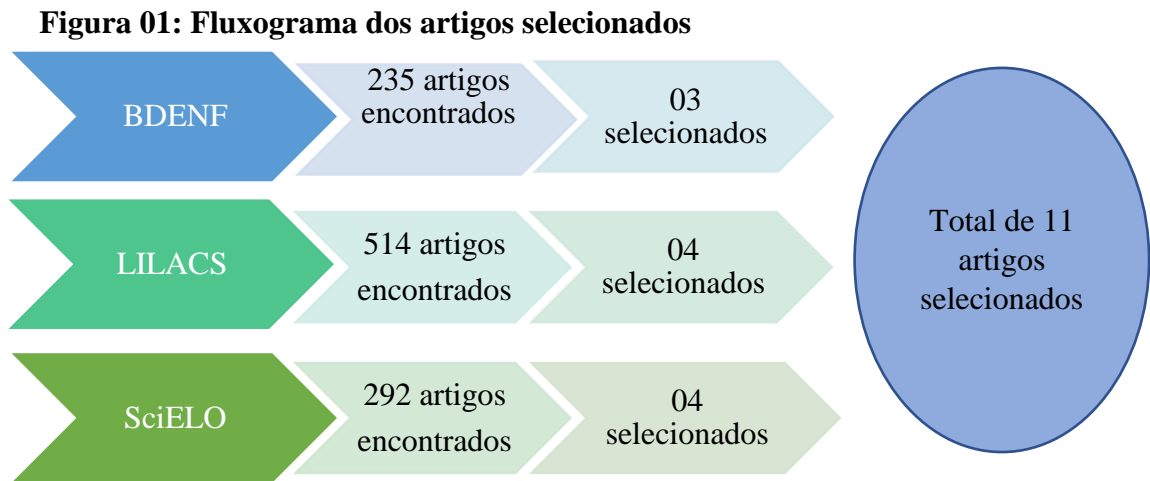 Figura 01: Fluxograma dos artigos selecionados
BDENF
235 artigos
encontrados
03
selecionados
LILACS
514 artigos
encontrados
04
selecionados
SciELO
292 artigos
encontrados
04
selecionados
Total de 11
artigos
selecionados